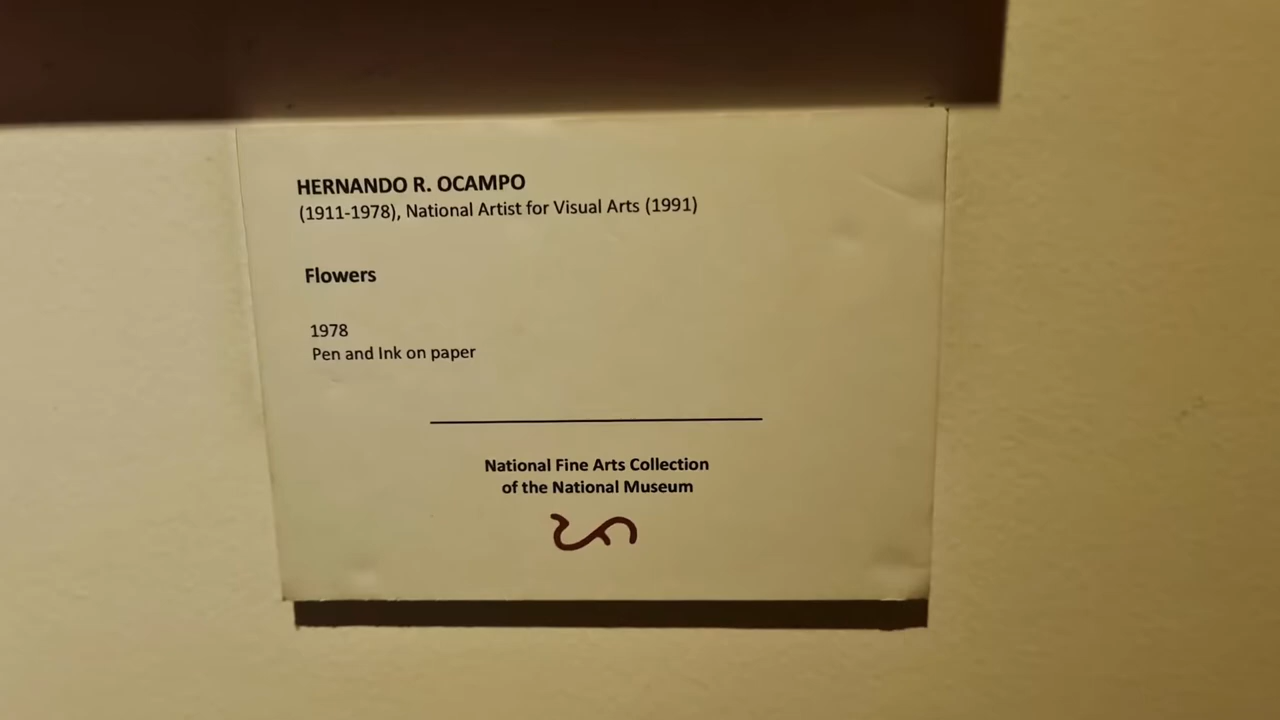 HERNANDO R. OCAMPO
(1911-1978), National Artist for Visual Arts (1991)
Flowers
1978
Pen and Ink on paper
National Fine Arts Collection
of the National Museum
ᜉ